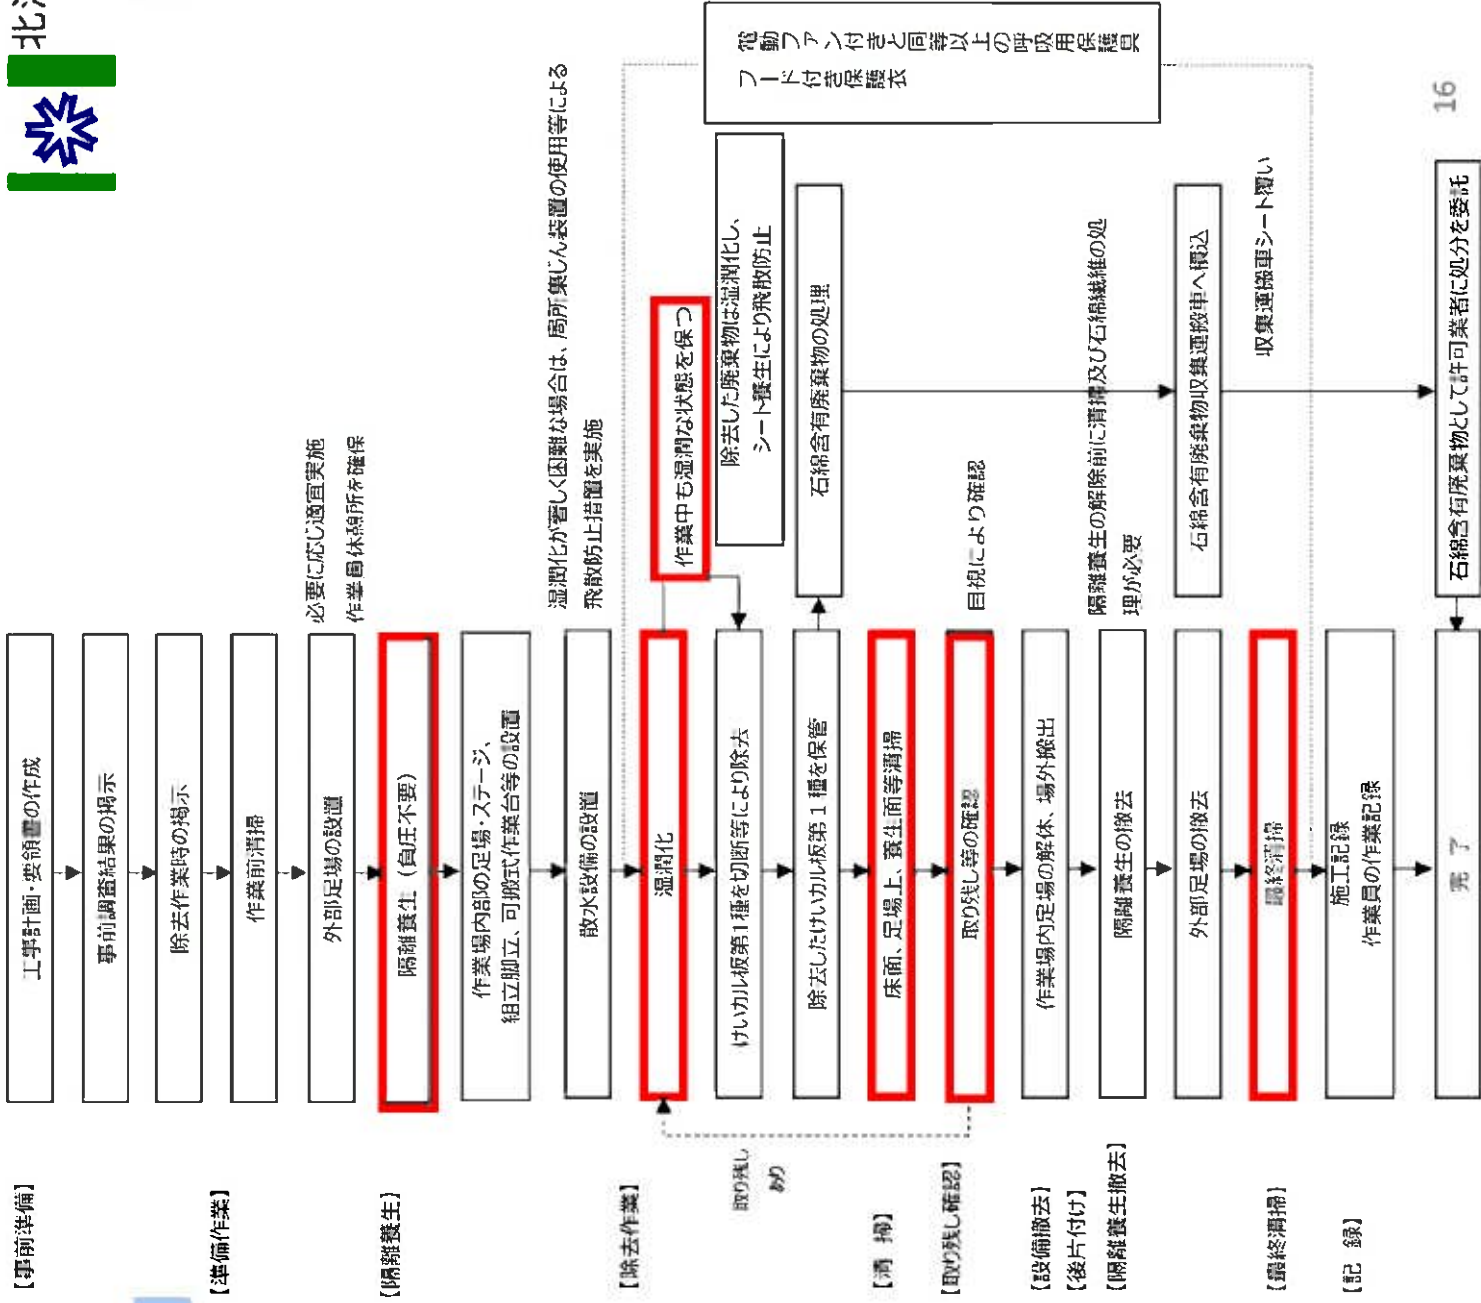 北
【事前準備】
工事計画・要領書の作成
事前調査結果の掲示
除去作業時の掲示
【準備作業】
作業前清掃
外部足場の設置
必要に応じ適宜実施
作業員休憩所を確保
【隔離養生】
隔離養生（負圧不要）
作業場内部の足場・ステージ、
組立脚立、可搬式作業台等の設置
散水設備の設置
湿潤化が著しく困難な場合は、局所集じん装置の使用等による
飛散防止措置を実施
【除去作業】
湿潤化
作業中も湿潤な状態を保つ
電動ファン付きと同等以上の呼吸用保護具
フード付き保護衣
けいカル板第1種を切断等により除去
除去した廃棄物は湿潤化し、
シート養生により飛散防止
取り残し
あり
除去したけいカル板第１種を保管
石綿含有廃棄物の処理
【清 掃】
床面、足場上、養生面等清掃
【取り残し確認】
取り残し等の確認
目視により確認
【設備撤去】
【後片付け】
作業場内足場の解体、場外搬出
【隔離養生撤去】
隔離養生の撤去
隔離養生の解除前に清掃及び石綿繊維の処
理が必要
外部足場の撤去
石綿含有廃棄物収集運搬車へ積込
【最終清掃】
最終清掃
収集運搬車シート覆い
【記 録】
施工記録
作業員の作業記録
完 了
石綿含有廃棄物として許可業者に処分を委託
16